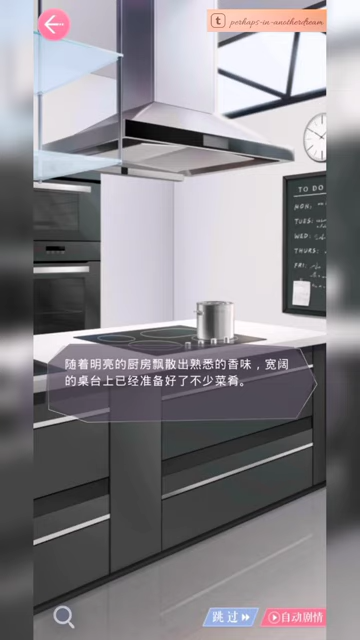 perhaps-in-anotherdream
TO DO
MON:
TUES:
WED:
THUR:
FRI:
随着明亮的厨房飘散出熟悉的香味，宽阔
的桌台上已经准备好了不少菜肴。
跳过
自动剧情